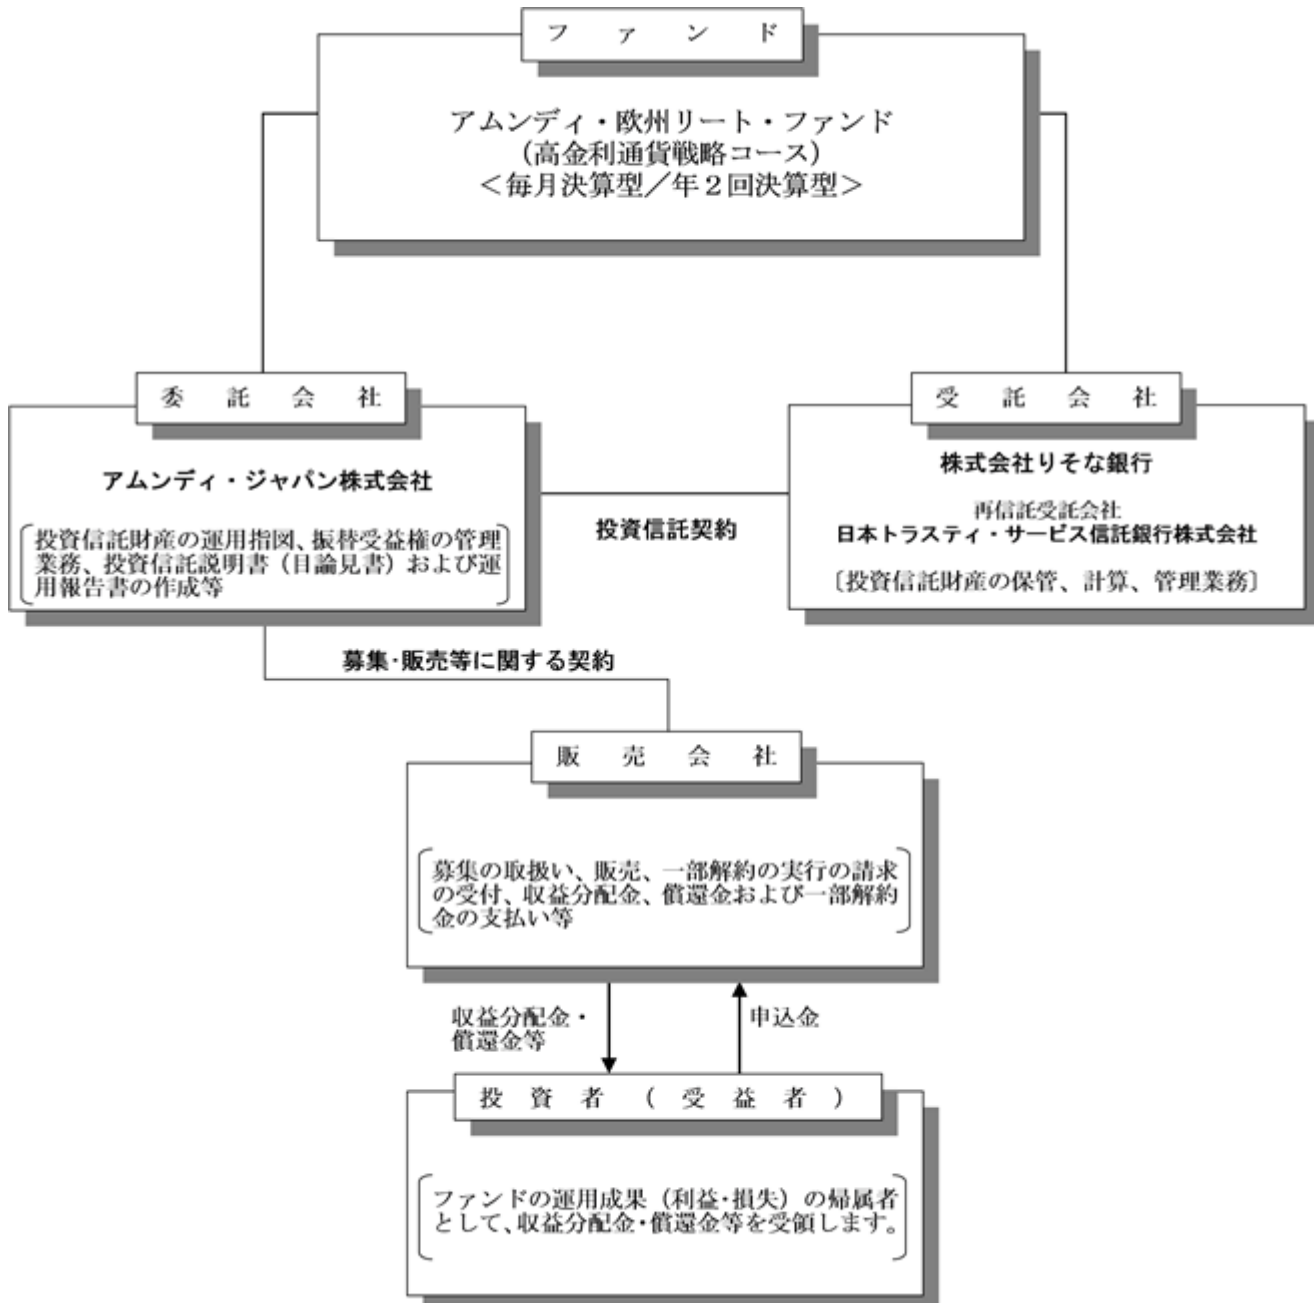 ファンド
アムンディ・欧州リート・ファンド
（高金利通貨戦略コース）
＜毎月決算型／年２回決算型＞
委託会社
アムンディ・ジャパン株式会社
投資信託財産の運用指図、振替受益権の管理
業務、投資信託説明書（目論見書）および運
用報告書の作成等
投資信託契約
受託会社
株式会社りそな銀行
再信託受託会社
日本トラスティ・サービス信託銀行株式会社
〔投資信託財産の保管、計算、管理業務〕
募集・販売等に関する契約
販売会社
募集の取扱い、販売、一部解約の実行の請求
の受付、収益分配金、償還金および一部解約
金の支払い等
収益分配金・
償還金等
申込金
投資者（受益者）
ファンドの運用成果（利益・損失）の帰属者
として、収益分配金・償還金等を受領します。